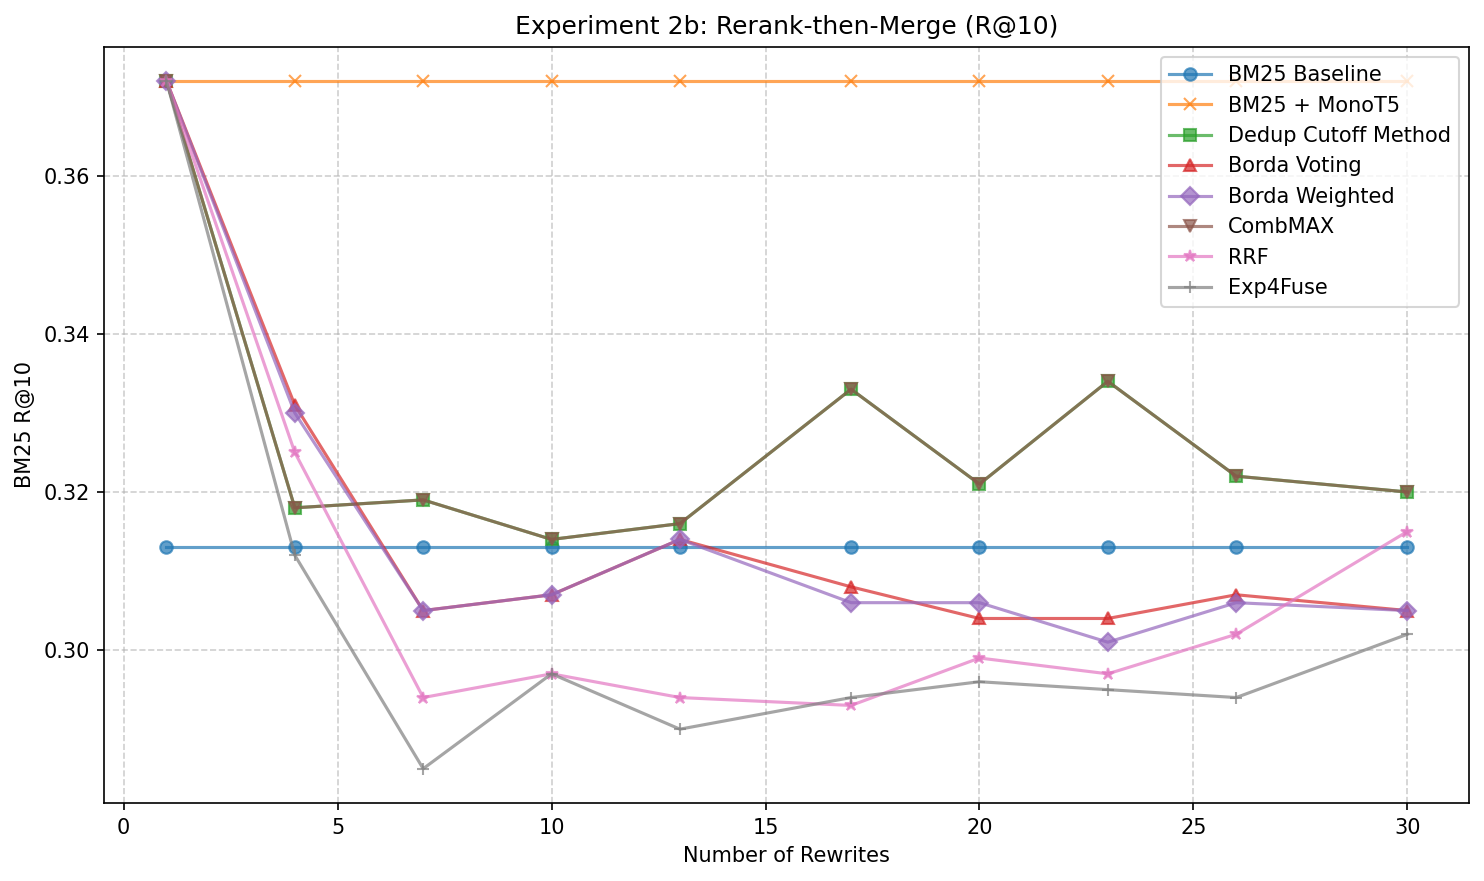 Experiment 2b: Rerank-then-Merge (R@10)
BM25 Baseline
BM25 + MonoT5
Dedup Cutoff Method
Borda Voting
Borda Weighted
CombMAX
RRF
Exp4Fuse
BM25 R@10
0.36
0.34
0.32
0.30
0 5 10 15 20 25 30
Number of Rewrites